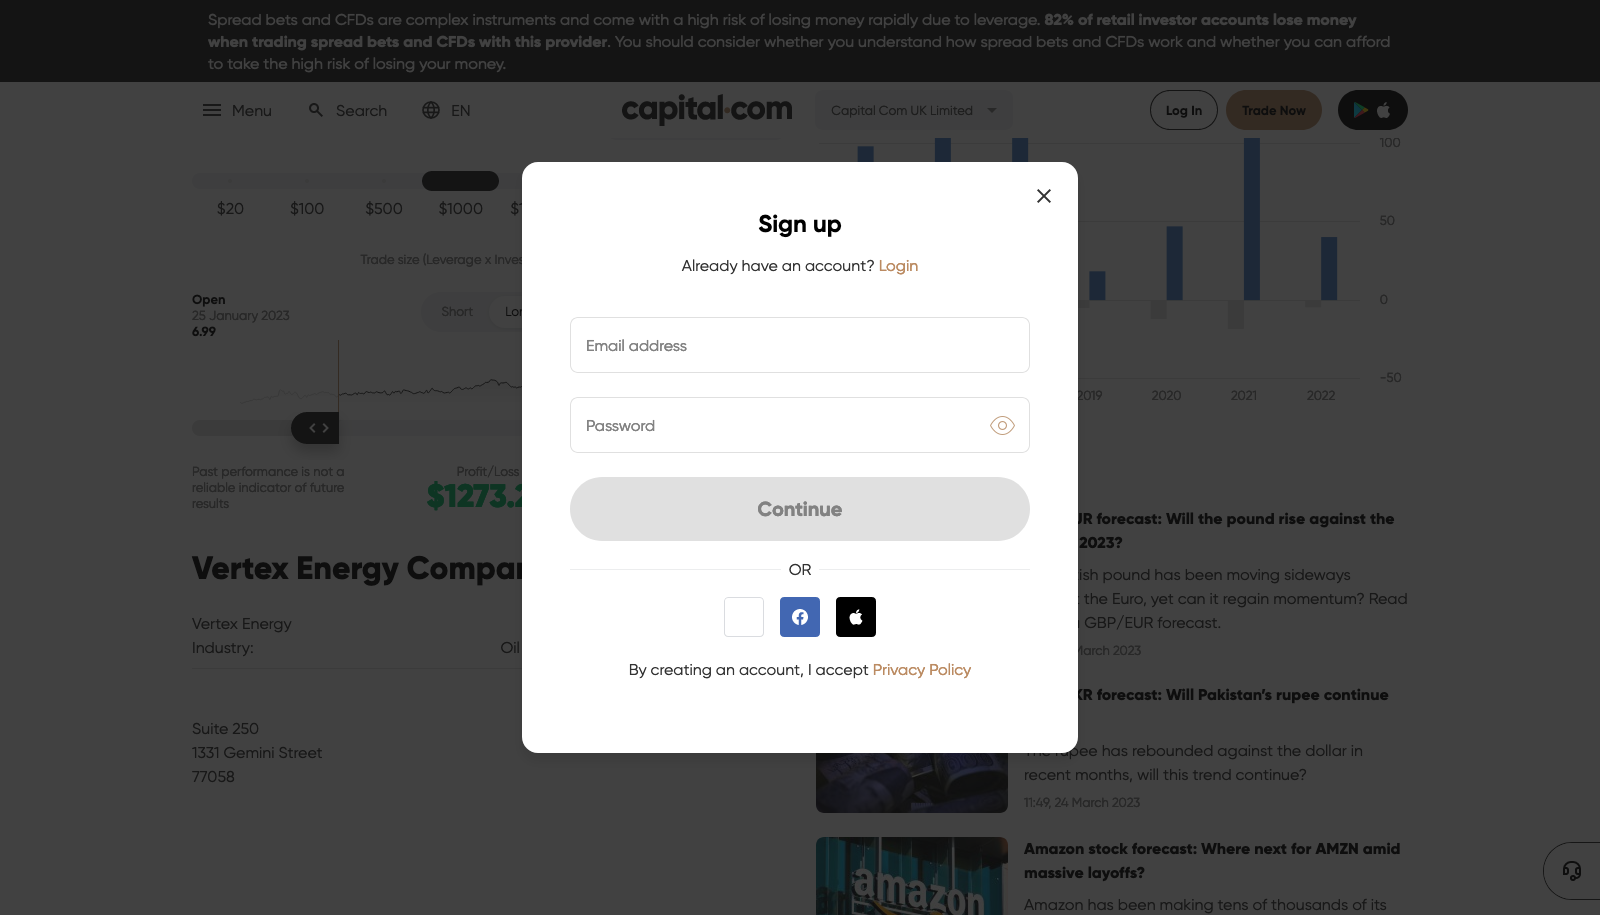 Spread bets and CFDs are complex instruments and come with a high risk of losing money rapidly due to leverage. 82% of retail investor accounts lose money
when trading spread bets and CFDs with this provider. You should consider whether you understand how spread bets and CFDs work and whether you can afford
to take the high risk of losing your money.
Menu
Search
EN
capital.com
Capital Com UK Limited
Log In
Trade Now
$20
$100
$500
$1000
Trade size (Leverage x
Open
25 January 2023
6.99
Short
Past performance is not a
reliable indicator of future
results
Profit/Loss
Vertex Energy
Vertex Energy
Industry:
Oil
Suite 250
1331 Gemini Street
77058
Sign up
Already have an account? Login
Email address
Password
Continue
OR
By creating an account, I accept Privacy Policy
100
50
0
-50
2019
2020
2021
2022
forecast: Will the pound rise against the
2023?
pound has been moving sideways
the Euro, yet can it regain momentum? Read
GBP/EUR forecast.
March 2023
forecast: Will Pakistan's rupee continue
The rupee has rebounded against the dollar in
recent months, will this trend continue?
11:49, 24 March 2023
amazon
Amazon stock forecast: Where next for AMZN amid
massive layoffs?
Amazon has been making tens of thousands of its